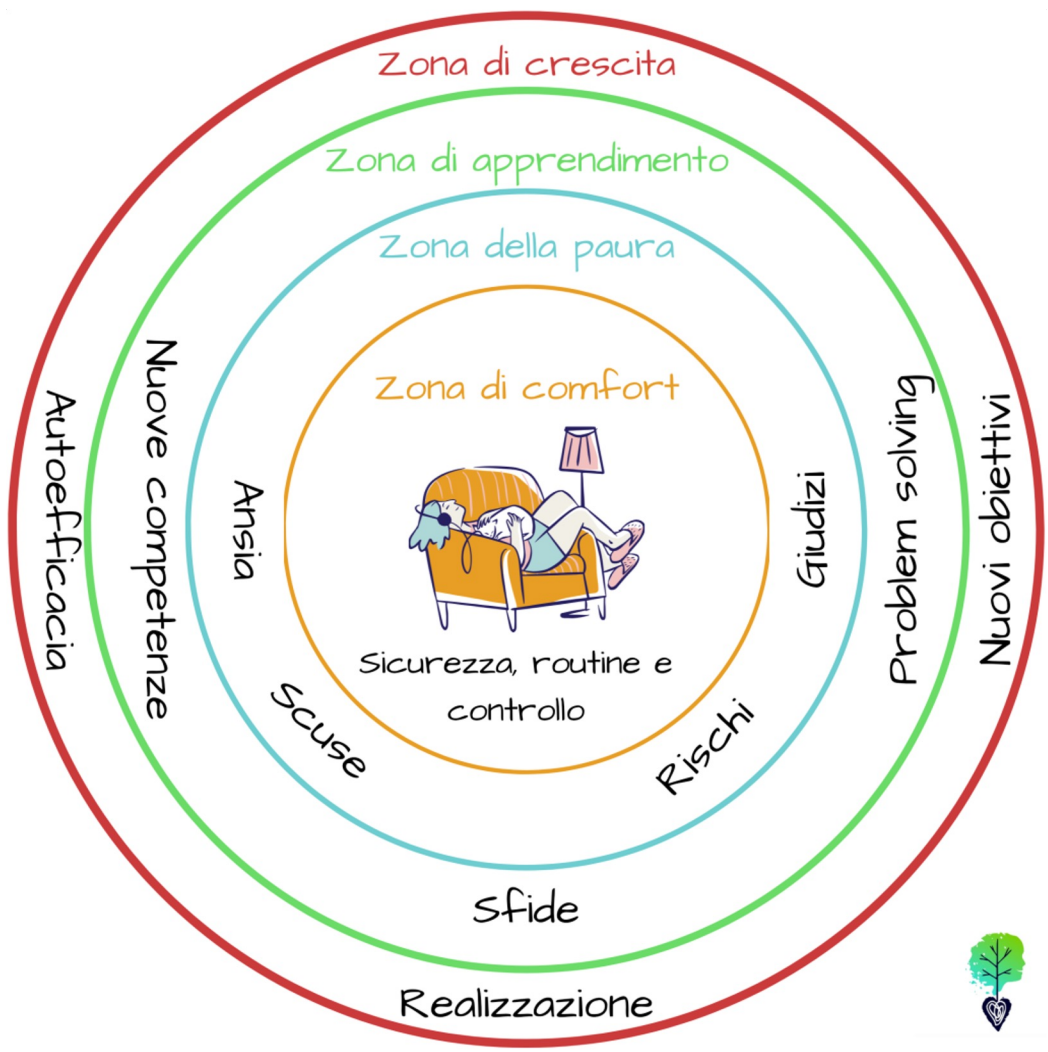 Zona di crescita
Zona di apprendimento
Zona della paura
Zona di comfort
Sicurezza, routine e
controllo
Ansia
Scuse
Rischi
Giudizi
Nuove competenze
Sfide
Problem solving
Autoefficacia
Realizzazione
Nuovi obiettivi